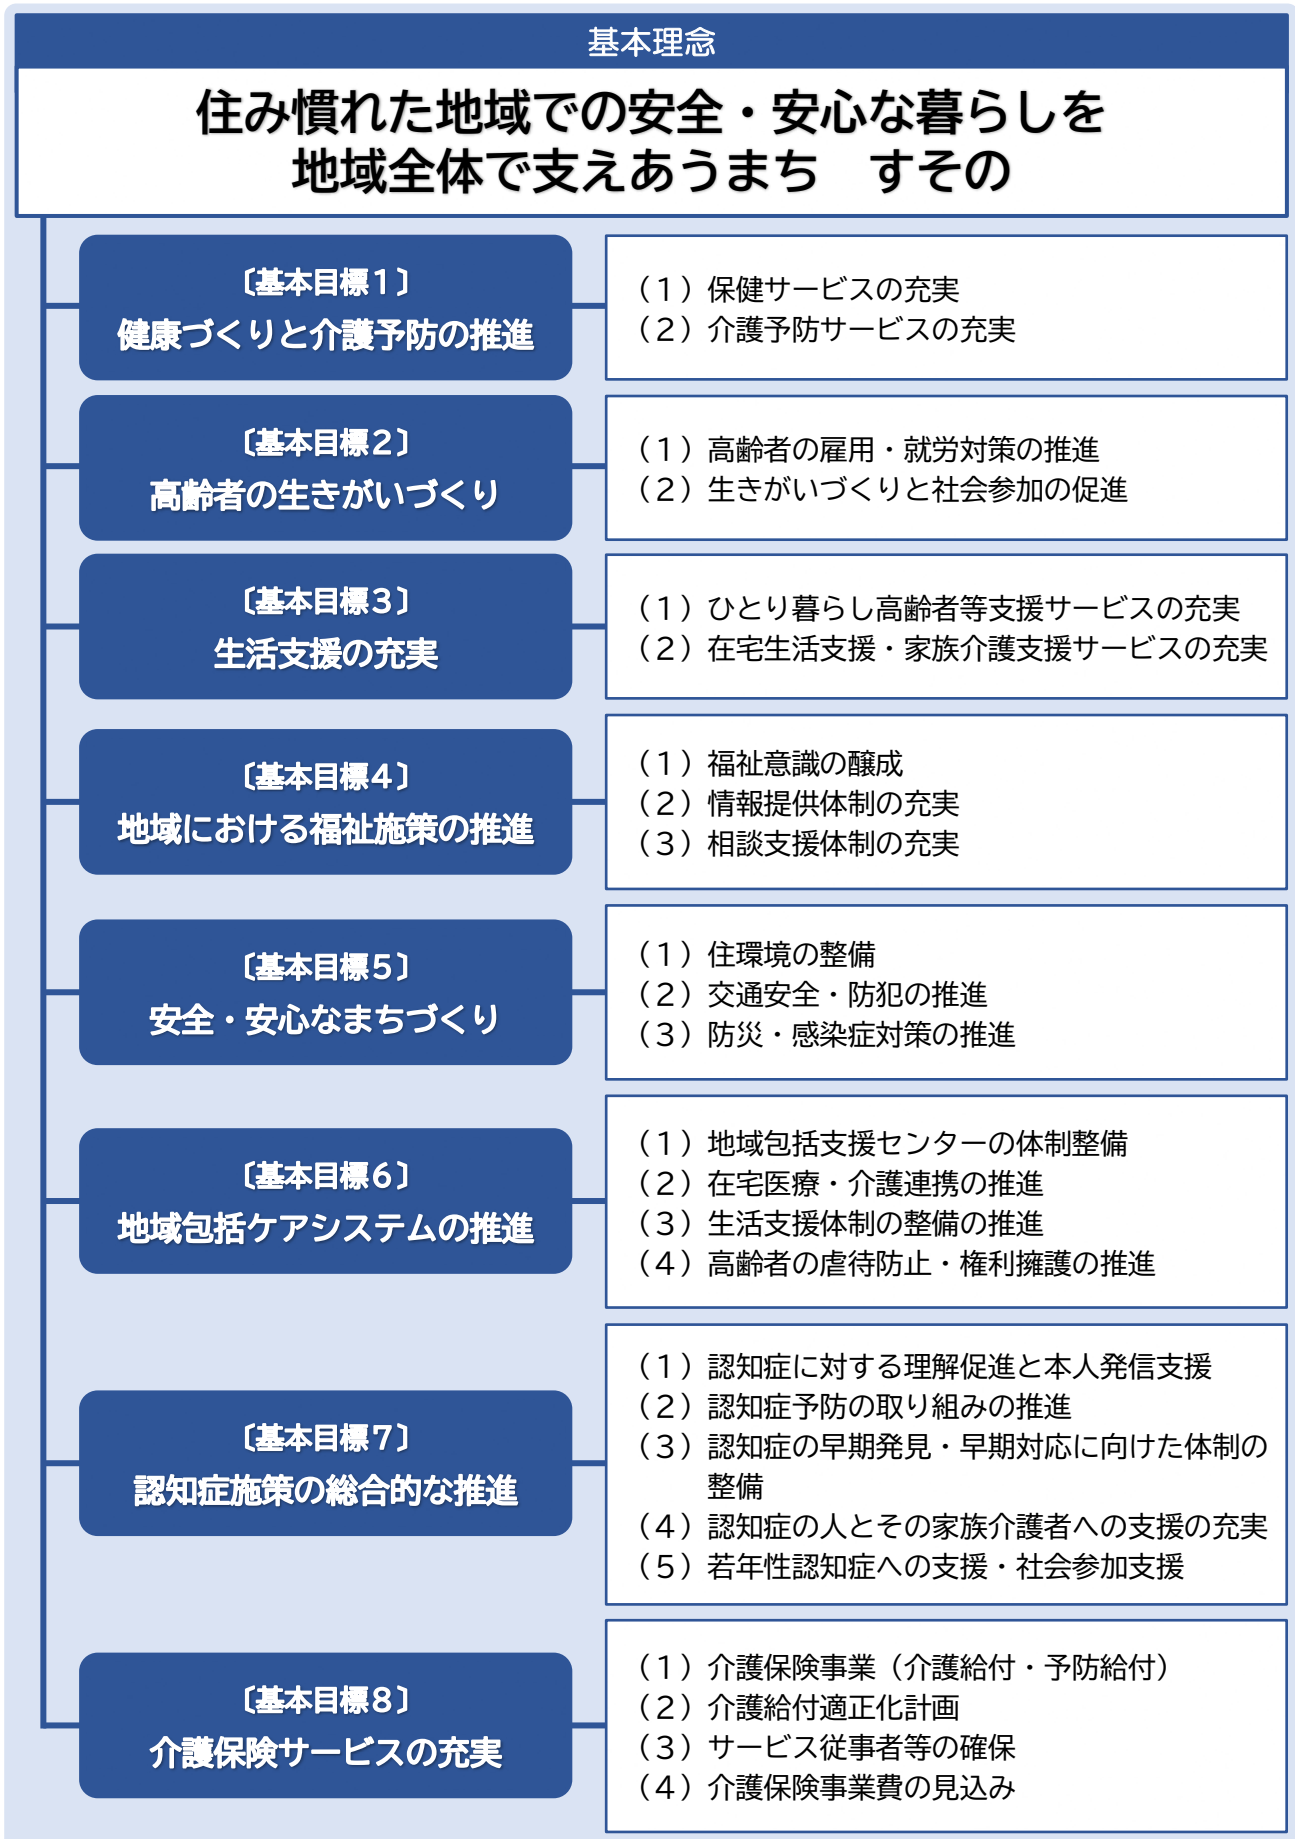 基本理念
住み慣れた地域での安全・安心な暮らしを
地域全体で支えあうまち　すその
〔基本目標１〕
健康づくりと介護予防の推進
（１）保健サービスの充実
（２）介護予防サービスの充実
〔基本目標２〕
高齢者の生きがいづくり
（１）高齢者の雇用・就労対策の推進
（２）生きがいづくりと社会参加の促進
〔基本目標３〕
生活支援の充実
（１）ひとり暮らし高齢者等支援サービスの充実
（２）在宅生活支援・家族介護支援サービスの充実
〔基本目標４〕
地域における福祉施策の推進
（１）福祉意識の醸成
（２）情報提供体制の充実
（３）相談支援体制の充実
〔基本目標５〕
安全・安心なまちづくり
（１）住環境の整備
（２）交通安全・防犯の推進
（３）防災・感染症対策の推進
〔基本目標６〕
地域包括ケアシステムの推進
（１）地域包括支援センターの体制整備
（２）在宅医療・介護連携の推進
（３）生活支援体制の整備の推進
（４）高齢者の虐待防止・権利擁護の推進
〔基本目標７〕
認知症施策の総合的な推進
（１）認知症に対する理解促進と本人発信支援
（２）認知症予防の取り組みの推進
（３）認知症の早期発見・早期対応に向けた体制の
整備
（４）認知症の人とその家族介護者への支援の充実
（５）若年性認知症への支援・社会参加支援
〔基本目標８〕
介護保険サービスの充実
（１）介護保険事業（介護給付・予防給付）
（２）介護給付適正化計画
（３）サービス従事者等の確保
（４）介護保険事業費の見込み